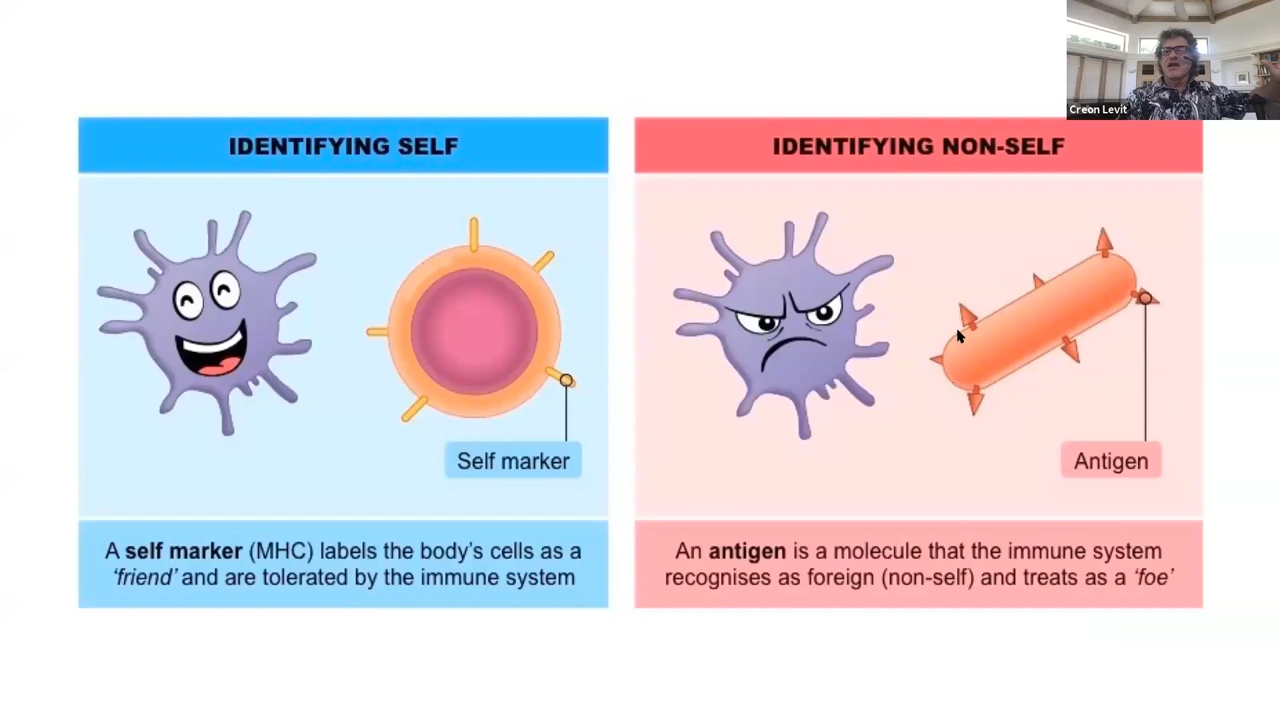 Creon Levit
IDENTIFYING SELF
Self marker
A self marker (MHC) labels the body's cells as a
'friend' and are tolerated by the immune system
IDENTIFYING NON-SELF
Antigen
An antigen is a molecule that the immune system
recognises as foreign (non-self) and treats as a 'foe'